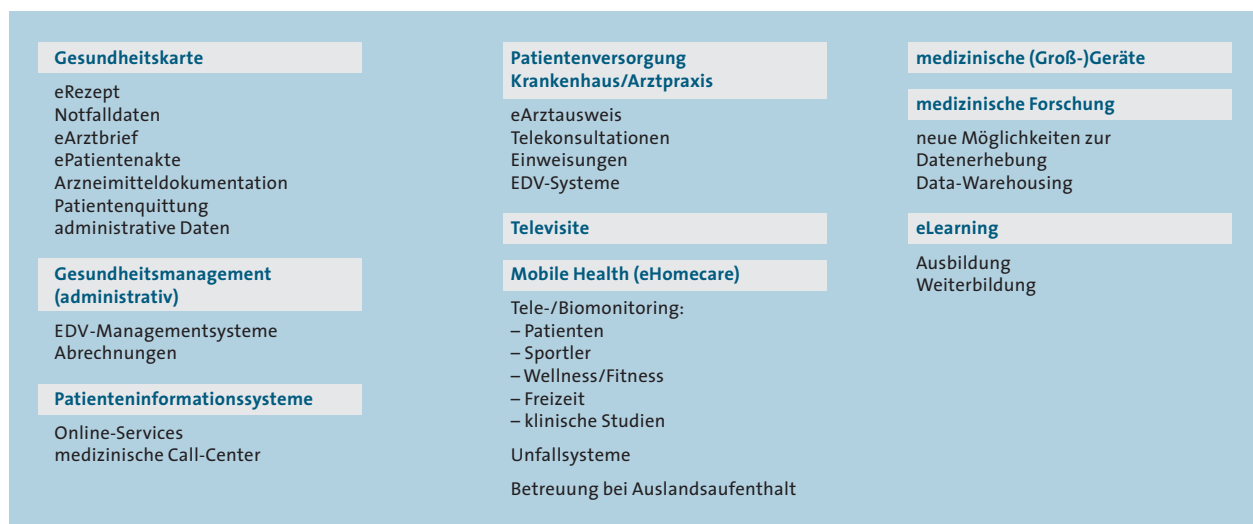 Gesundheitskarte
eRezept
Notfalldaten
eArztbrief
ePatientenakte
Arzneimitteldokumentation
Patientenquittung
administrative Daten
Gesundheitsmanagement
(administrativ)
EDV-Managementsysteme
Abrechnungen
Patienteninformationssysteme
Online-Services
medizinische Call-Center
Patientenversorgung
Krankenhaus/Arztpraxis
eArztausweis
Telekonsultationen
Einweisungen
EDV-Systeme
Televisite
Mobile Health (eHomecare)
Tele-/Biomonitoring:
– Patienten
– Sportler
– Wellness/Fitness
– Freizeit
– klinische Studien
Unfallsysteme
Betreuung bei Auslandsaufenthalt
medizinische (Groß-)Geräte
medizinische Forschung
neue Möglichkeiten zur
Datenerhebung
Data-Warehousing
eLearning
Ausbildung
Weiterbildung